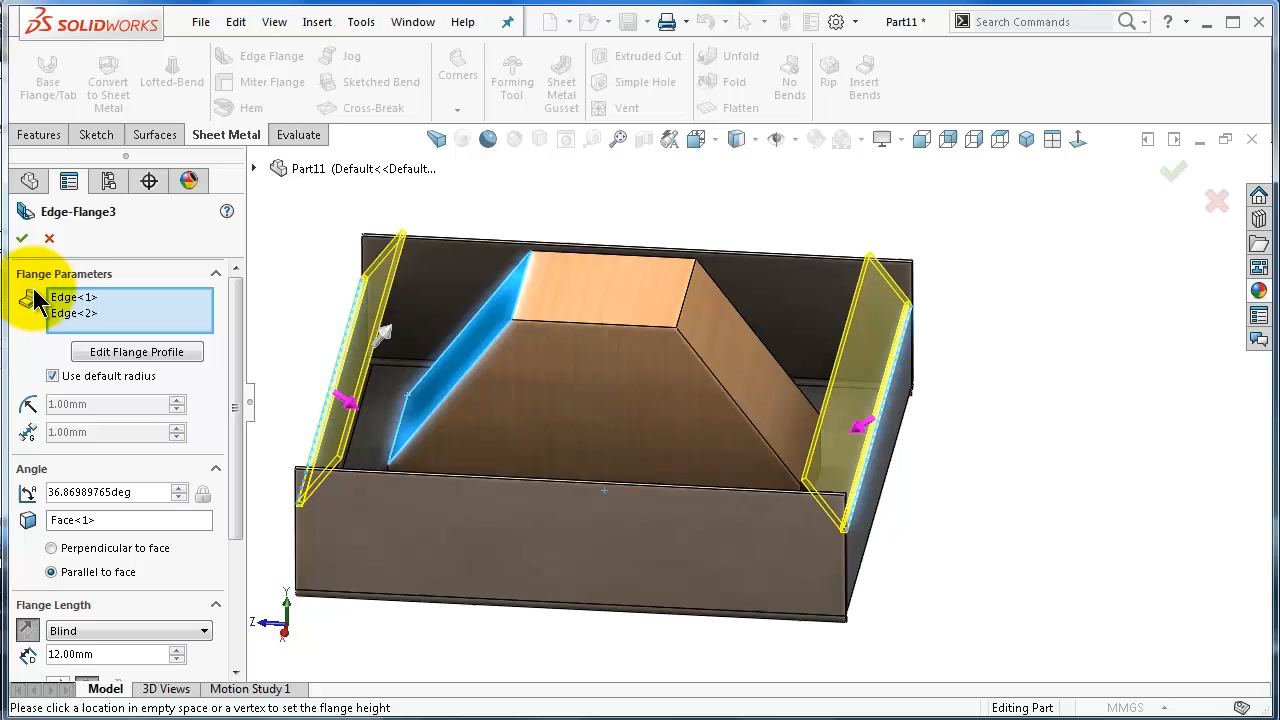 SOLIDWORKS File Edit View Insert Tools Window Help Part11 * Search Commands ?
Base Flange/Tab Convert to Sheet Metal Lofted-Bend Edge Flange Miter Flange Hem Jog Sketched Bend Cross-Break Corners Forming Tool Sheet Metal Gusset Extruded Cut Simple Hole Vent Unfold Fold Flatten No Bends Rip Insert Bends
Features Sketch Surfaces Sheet Metal Evaluate
Part11 (Default<<Default...
Edge-Flange3 ?
Flange Parameters
Edge<1>
Edge<2>
Edit Flange Profile
Use default radius
1.00mm
1.00mm
Angle
36.86989765deg
Face<1>
Perpendicular to face
Parallel to face
Flange Length
Blind
12.00mm
Y
Z
X
Model 3D Views Motion Study 1
Please click a location in empty space or a vertex to set the flange height Editing Part MMGS